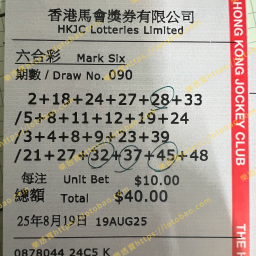 香港馬會獎券有限公司
HKJC Lotteries Limited
六合彩 Mark Six
期數 / Draw No. 090
2+18+24+27+28+33
/5+8+11+12+19+24
/3+4+8+9+23+39
/21+27+32+37+45+48
每注 Unit Bet $10.00
總額 Total $40.00
25年8月19日 19AUG25
0878044 24C5 K
HONG KONG JOCKEY CLUB
THE H